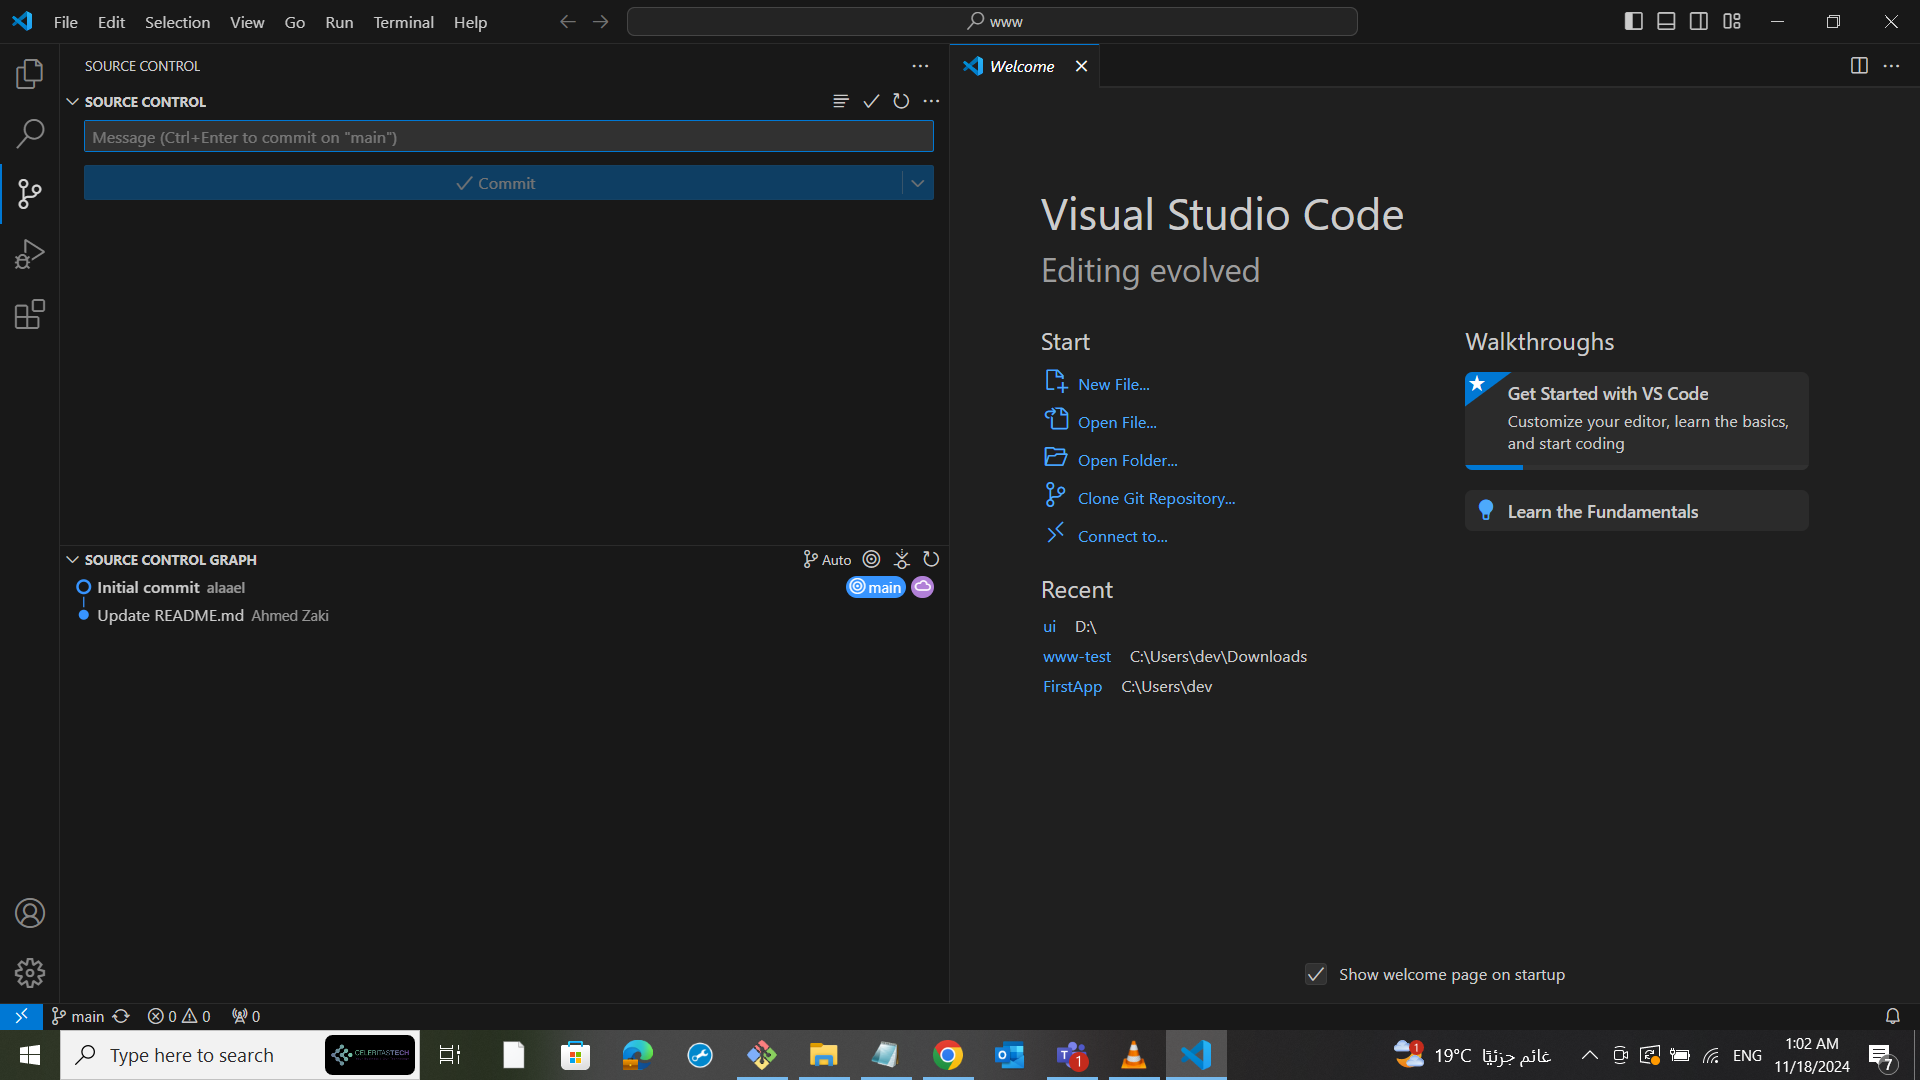 File Edit Selection View Go Run Terminal Help
www
SOURCE CONTROL
SOURCE CONTROL
Message (Ctrl+Enter to commit on "main")
Commit
SOURCE CONTROL GRAPH
Auto
Initial commit alaael
main
Update README.md Ahmed Zaki
Welcome
Visual Studio Code
Editing evolved
Start
New File...
Open File...
Open Folder...
Clone Git Repository...
Connect to...
Recent
ui D:\
www-test C:\Users\dev\Downloads
FirstApp C:\Users\dev
Walkthroughs
Get Started with VS Code
Customize your editor, learn the basics,
and start coding
Learn the Fundamentals
Show welcome page on startup
main 0 0 0
Type here to search
CELERITASTECH
1
1
19°C غائم جزئيًا
ENG
1:02 AM
11/18/2024
7